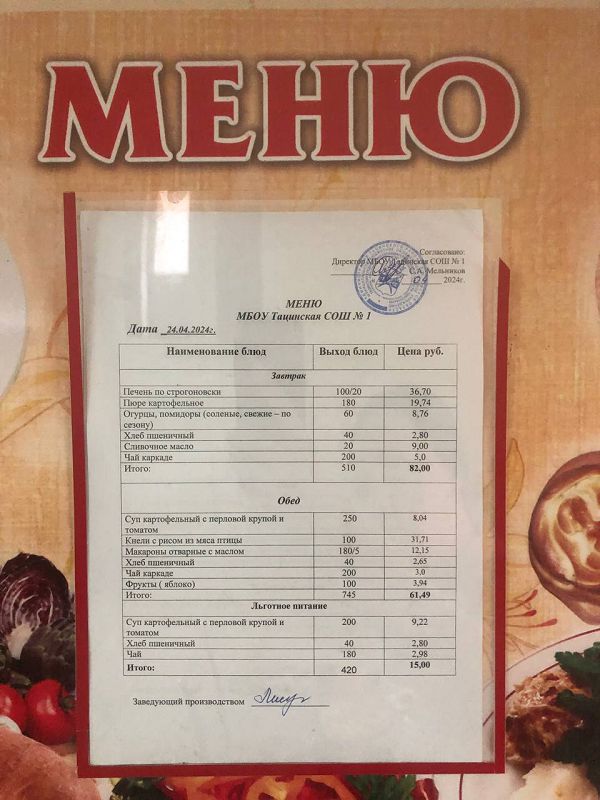 МЕНЮ
Согласовано:
Директор МБОУ Тацинская СОШ № 1
С.А. Мельников
04 2024г.
МЕНЮ
МБОУ Тацинская СОШ № 1
Дата 24.04.2024г.
Наименование блюд Выход блюд Цена руб.
Завтрак
Печень по строгоновски 100/20 36,70
Пюре картофельное 180 19,74
Огурцы, помидоры (соленые, свежие – по 60 8,76
сезону)
Хлеб пшеничный 40 2,80
Сливочное масло 20 9,00
Чай каркаде 200 5,0
Итого: 510 82,00
Обед
Суп картофельный с перловой крупой и 250 8,04
томатом
Кнели с рисом из мяса птицы 100 31,71
Макароны отварные с маслом 180/5 12,15
Хлеб пшеничный 40 2,65
Чай каркаде 200 3,0
Фрукты ( яблоко) 100 3,94
Итого: 745 61,49
Льготное питание
Суп картофельный с перловой крупой и 200 9,22
томатом
Хлеб пшеничный 40 2,80
Чай 180 2,98
Итого: 420 15,00
Заведующий производством